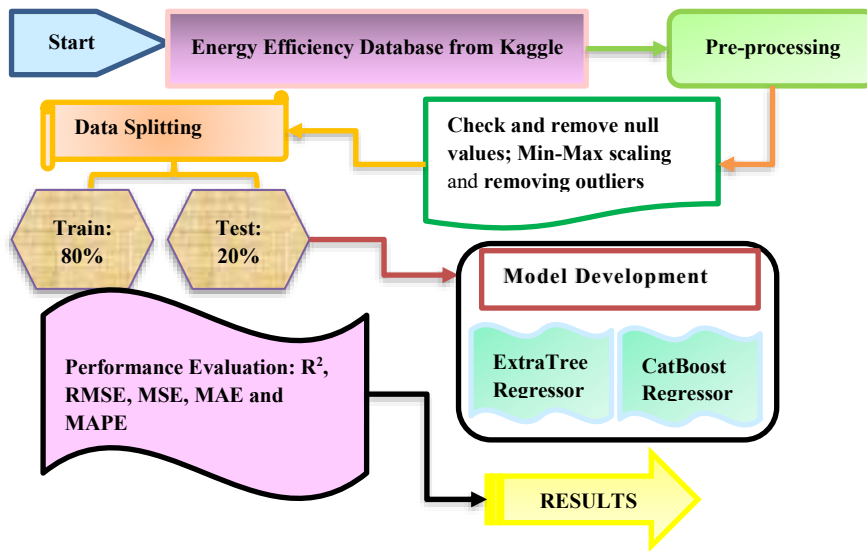 Start
Energy Efficiency Database from Kaggle
Pre-processing
Data Splitting
Check and remove null
values; Min-Max scaling
and removing outliers
Train:
80%
Test:
20%
Model Development
ExtraTree
Regressor
CatBoost
Regressor
Performance Evaluation: R²,
RMSE, MSE, MAE and
MAPE
RESULTS